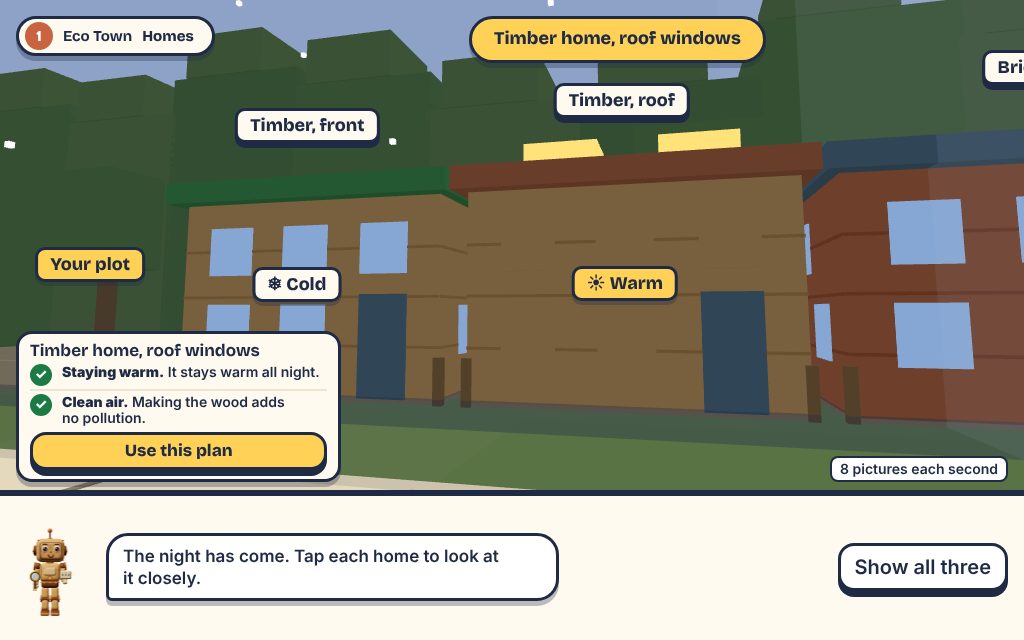 1 Eco Town Homes
Timber home, roof windows
Bri
Timber, roof
Timber, front
Your plot
❄ Cold
☀ Warm
Timber home, roof windows
Staying warm. It stays warm all night.
Clean air. Making the wood adds
no pollution.
Use this plan
8 pictures each second
The night has come. Tap each home to look at
it closely.
Show all three